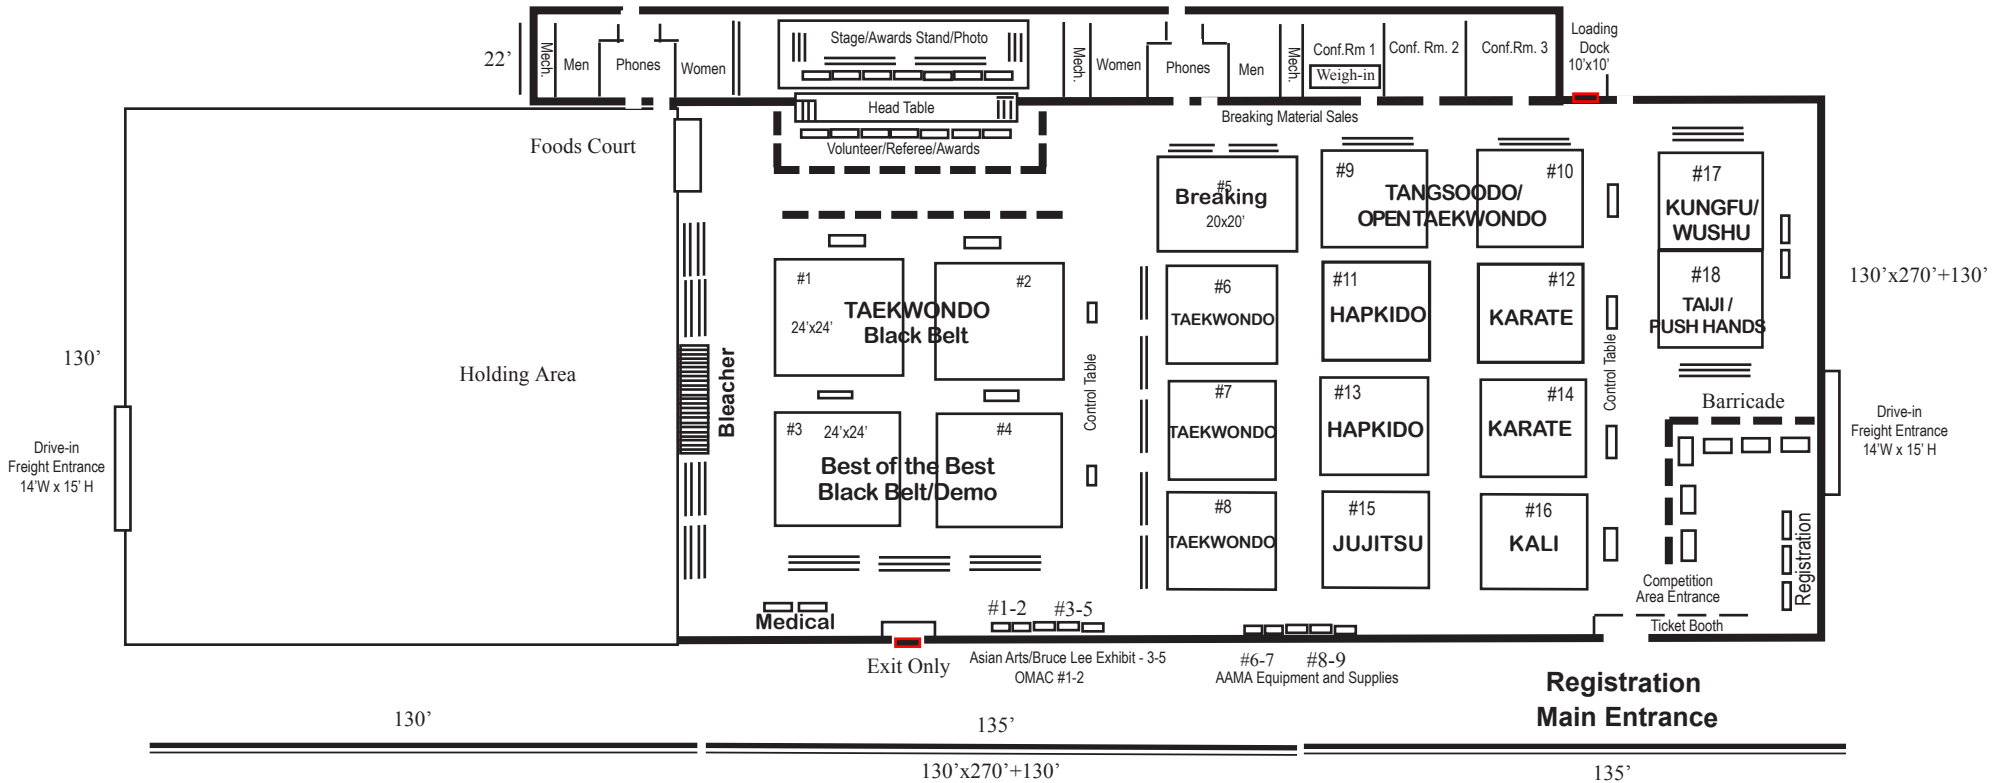 22’
Mech.
Men
Phones
Women
Stage/Awards Stand/Photo
Mech.
Women
Phones
Men
Mech.
Conf.Rm 1
Weigh-in
Conf. Rm. 2
Conf.Rm. 3
Loading
Dock
10’x10’
Head Table
Volunteer/Referee/Awards
Breaking Material Sales
Foods Court
#5
Breaking
20x20’
#9
#10
TANGSOODO/
OPEN TAEKWONDO
#17
KUNGFU/
WUSHU
#1
#2
24’x24’
TAEKWONDO
Black Belt
#6
TAEKWONDO
#11
HAPKIDO
#12
KARATE
#18
TAIJI /
PUSH HANDS
130’x270’+130’
130’
Holding Area
Bleacher
Control Table
Control Table
#3
24’x24’
#4
Best of the Best
Black Belt/Demo
#7
TAEKWONDO
#13
HAPKIDO
#14
KARATE
Barricade
Drive-in
Freight Entrance
14’W x 15’ H
Drive-in
Freight Entrance
14’W x 15’ H
#8
TAEKWONDO
#15
JUJITSU
#16
KALI
Registration
Competition
Area Entrance
Ticket Booth
Medical
#1-2
#3-5
Exit Only
Asian Arts/Bruce Lee Exhibit - 3-5
OMAC #1-2
#6-7
#8-9
AAMA Equipment and Supplies
Registration
Main Entrance
130’
135’
130’x270’+130’
135’